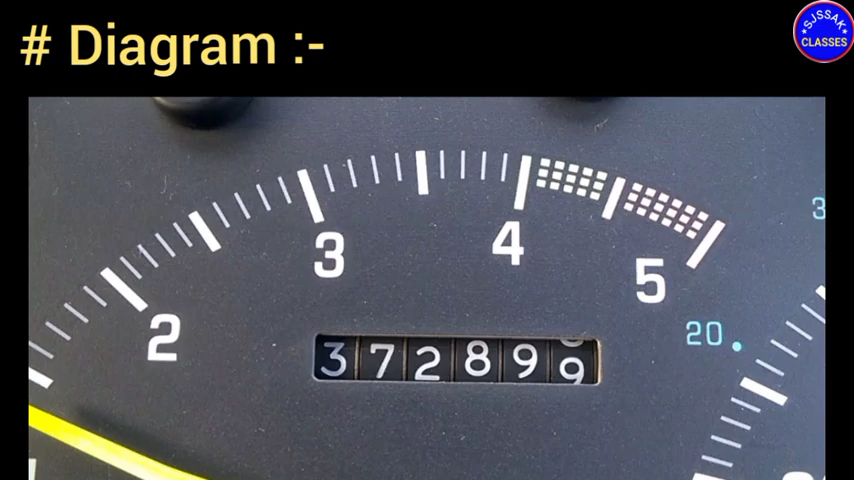 # Diagram :-
SJSSAK
CLASSES
3 4
2 5
20
372899